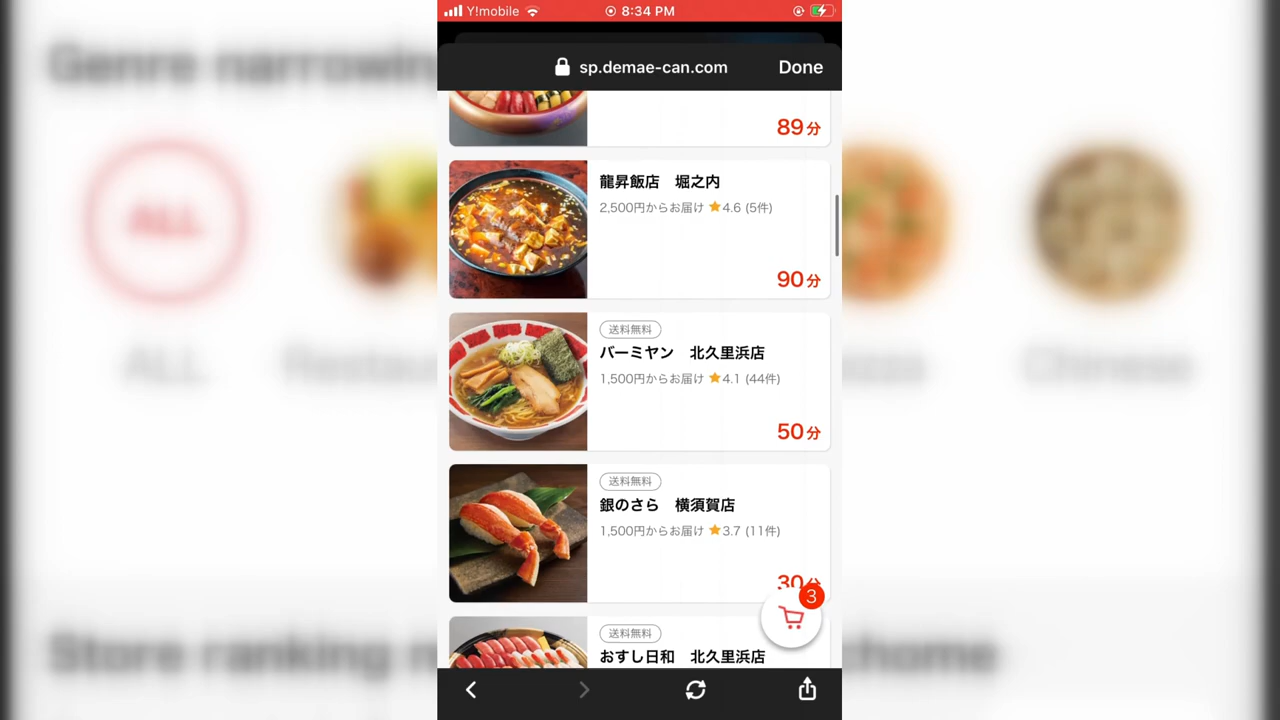 Y!mobile
8:34 PM
sp.demae-can.com
Done
89分
龍昇飯店 堀之内
2,500円からお届け ★4.6 (5件)
90分
送料無料
バーミヤン 北久里浜店
1,500円からお届け ★4.1 (44件)
50分
送料無料
銀のさら 横須賀店
1,500円からお届け ★3.7 (11件)
30分
3
送料無料
おすし日和 北久里浜店
Genre narrowing
ALL
ALL
Chinese
Store ranking
home